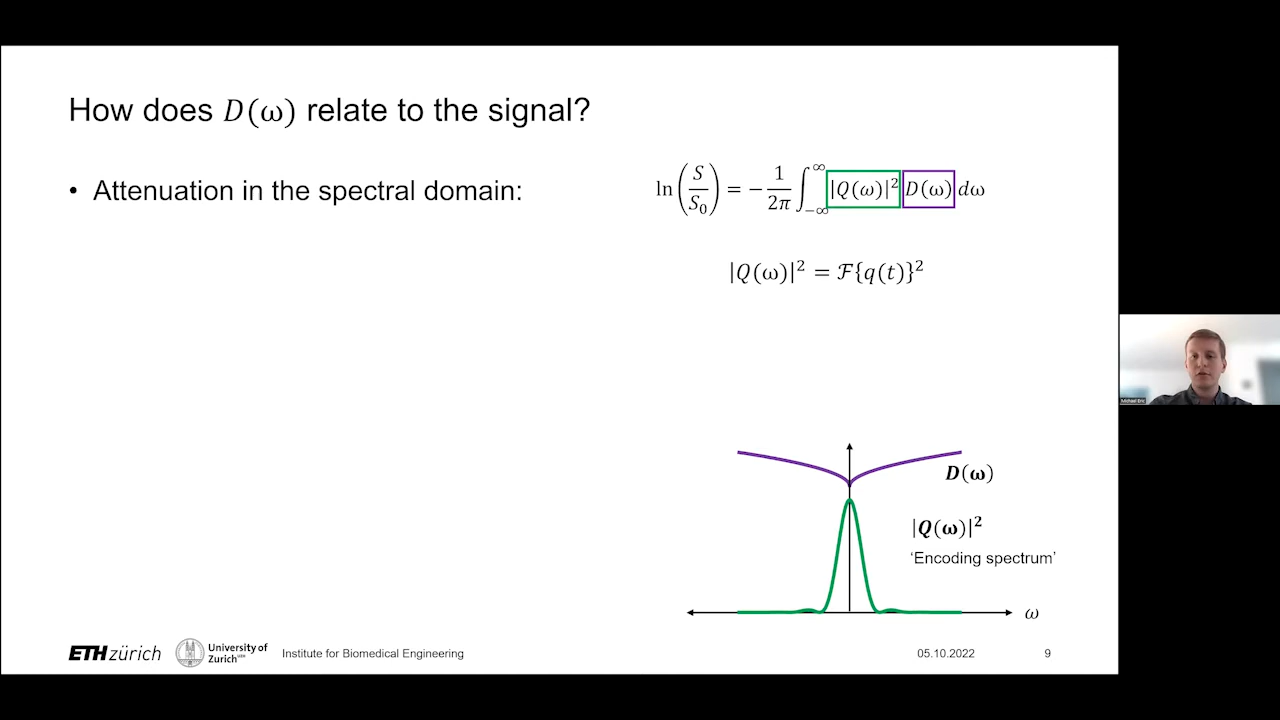 How does D(ω) relate to the signal?
• Attenuation in the spectral domain:
ln(S/S₀) = −1/2π ∫_{−∞}^{∞} |Q(ω)|² D(ω) dω
|Q(ω)|² = ℱ{q(t)}²
D(ω)
|Q(ω)|²
'Encoding spectrum'
ω
ETH zürich
University of
Zurich UZH
Institute for Biomedical Engineering
05.10.2022
9